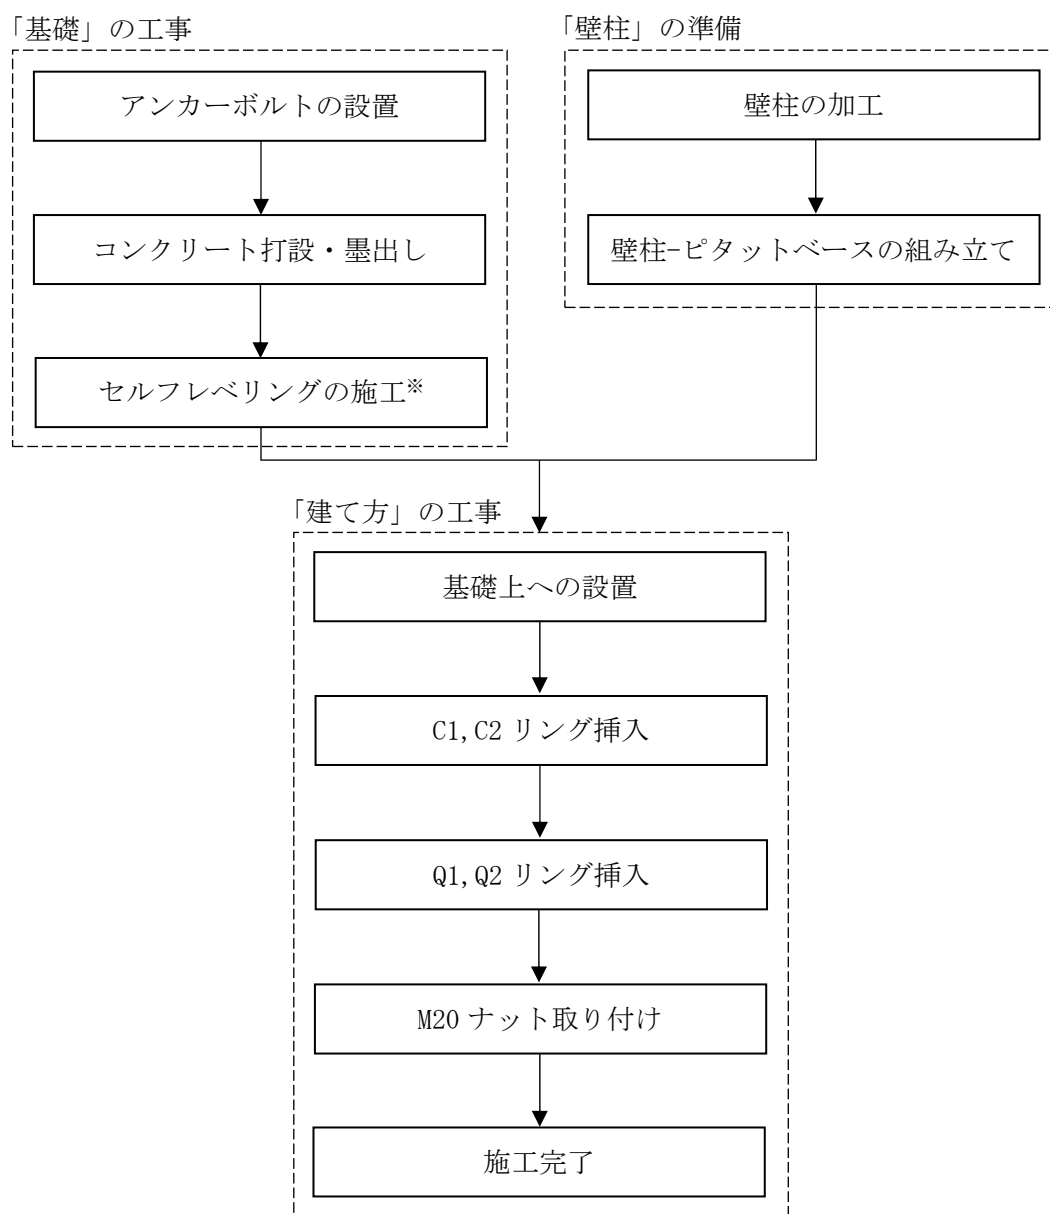 「基礎」の工事
アンカーボルトの設置
コンクリート打設・墨出し
セルフレベリングの施工※
「壁柱」の準備
壁柱の加工
壁柱-ピタットベースの組み立て
「建て方」の工事
基礎上への設置
C1,C2 リング挿入
Q1,Q2 リング挿入
M20 ナット取り付け
施工完了